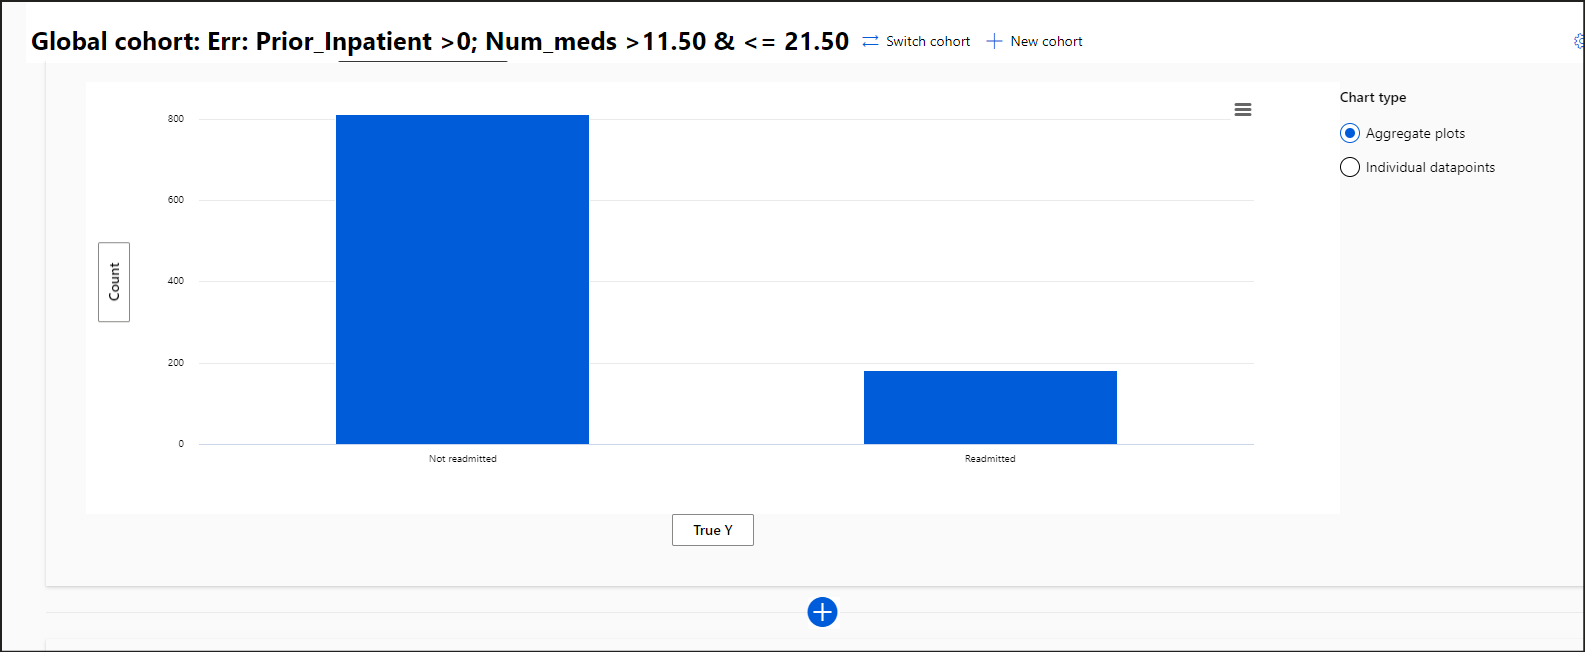 Global cohort: Err: Prior_Inpatient >0; Num_meds >11.50 & <= 21.50 Switch cohort New cohort
Chart type
Aggregate plots
Individual datapoints
800
600
400
200
0
Count
Not readmitted Readmitted
True Y